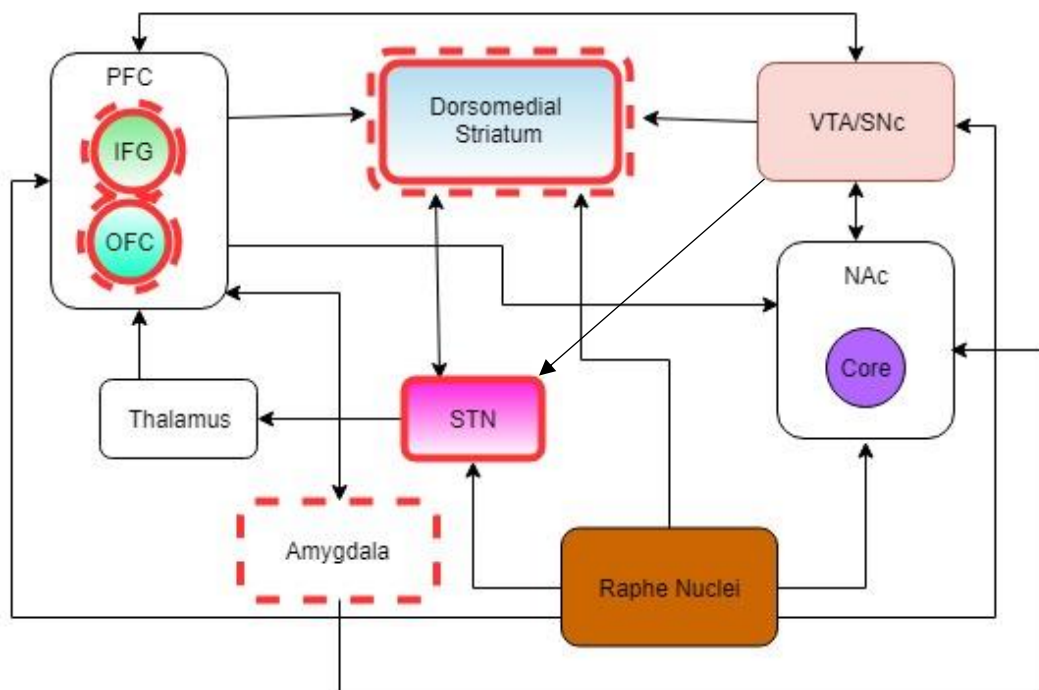 PFC
IFG
OFC
Dorsomedial
Striatum
VTA/SNc
NAc
Core
Thalamus
STN
Amygdala
Raphe Nuclei